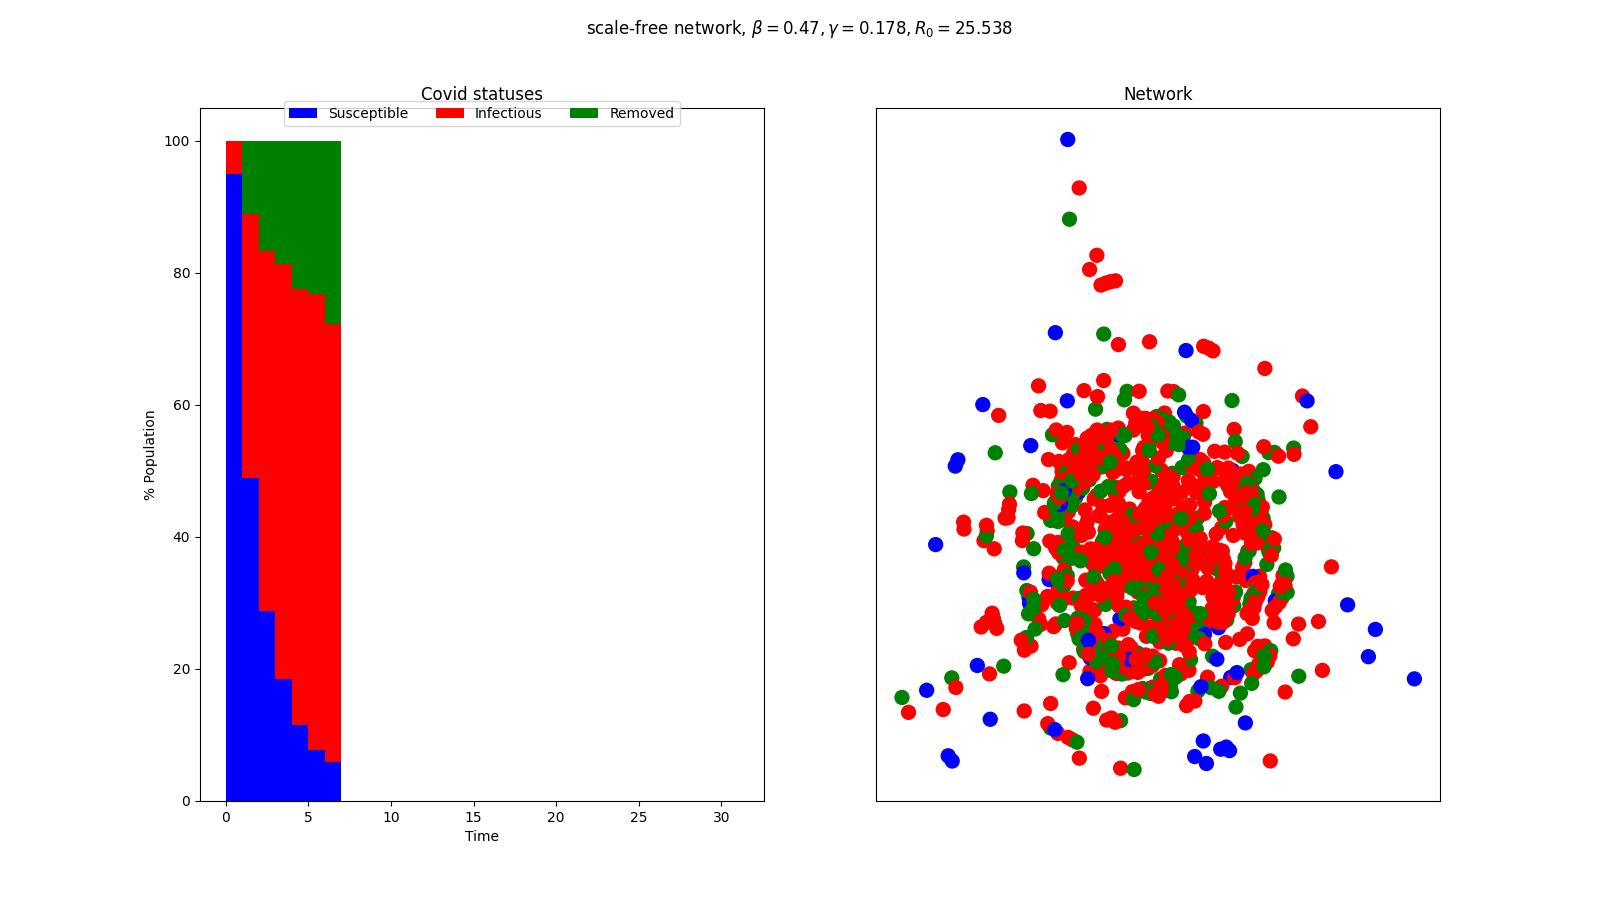 scale-free network, β = 0.47, γ = 0.178, R₀ = 25.538
Covid statuses
Susceptible Infectious Removed
100
80
60
40
20
0
% Population
0 5 10 15 20 25 30
Time
Network